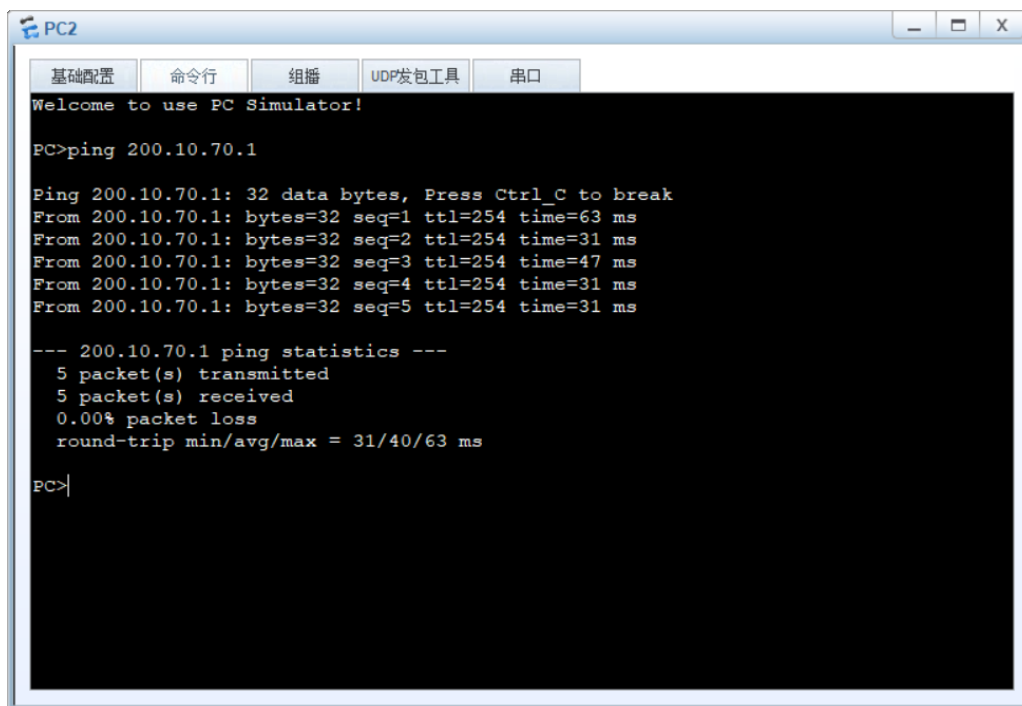 PC2
基础配置 命令行 组播 UDP发包工具 串口
Welcome to use PC Simulator!
PC>ping 200.10.70.1
Ping 200.10.70.1: 32 data bytes, Press Ctrl_C to break
From 200.10.70.1: bytes=32 seq=1 ttl=254 time=63 ms
From 200.10.70.1: bytes=32 seq=2 ttl=254 time=31 ms
From 200.10.70.1: bytes=32 seq=3 ttl=254 time=47 ms
From 200.10.70.1: bytes=32 seq=4 ttl=254 time=31 ms
From 200.10.70.1: bytes=32 seq=5 ttl=254 time=31 ms
--- 200.10.70.1 ping statistics ---
5 packet(s) transmitted
5 packet(s) received
0.00% packet loss
round-trip min/avg/max = 31/40/63 ms
PC>